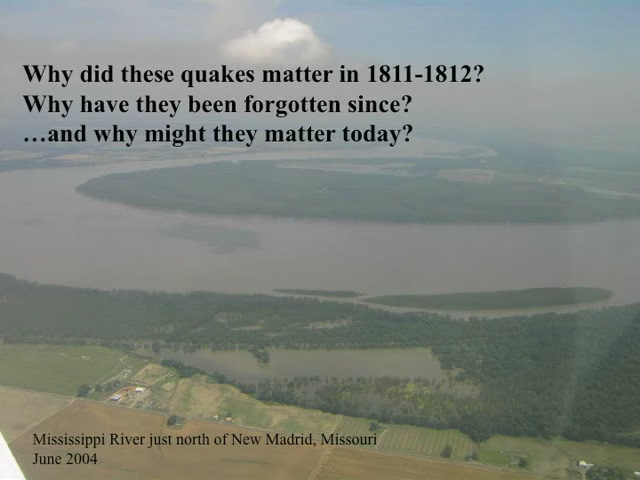 Why did these quakes matter in 1811-1812?
Why have they been forgotten since?
…and why might they matter today?
Mississippi River just north of New Madrid, Missouri
June 2004